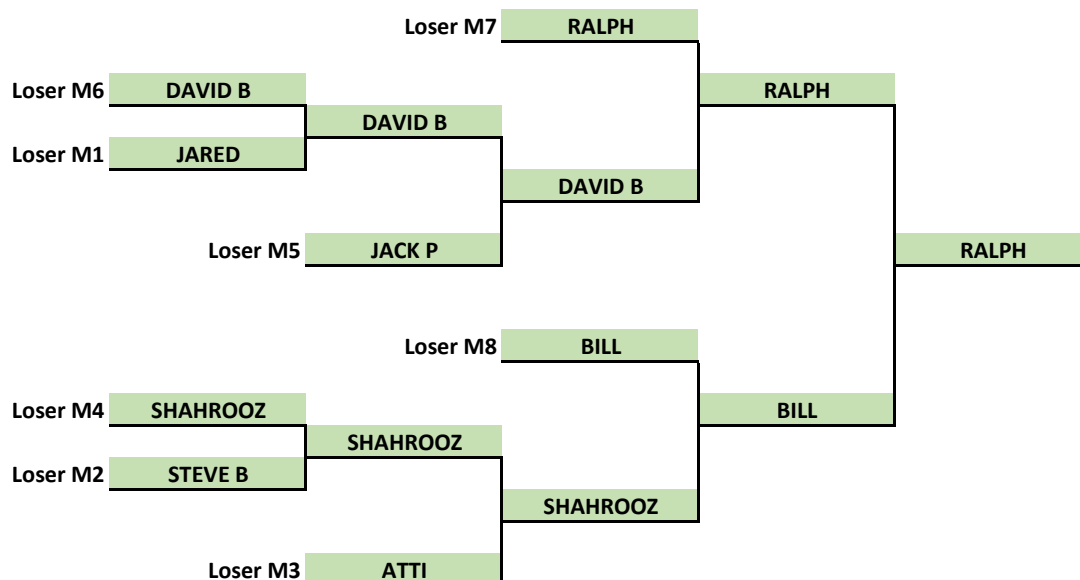 Loser M7 RALPH
Loser M6 DAVID B RALPH
DAVID B
Loser M1 JARED
DAVID B
Loser M5 JACK P RALPH
Loser M8 BILL
Loser M4 SHAHROOZ BILL
SHAHROOZ
Loser M2 STEVE B
SHAHROOZ
Loser M3 ATTI